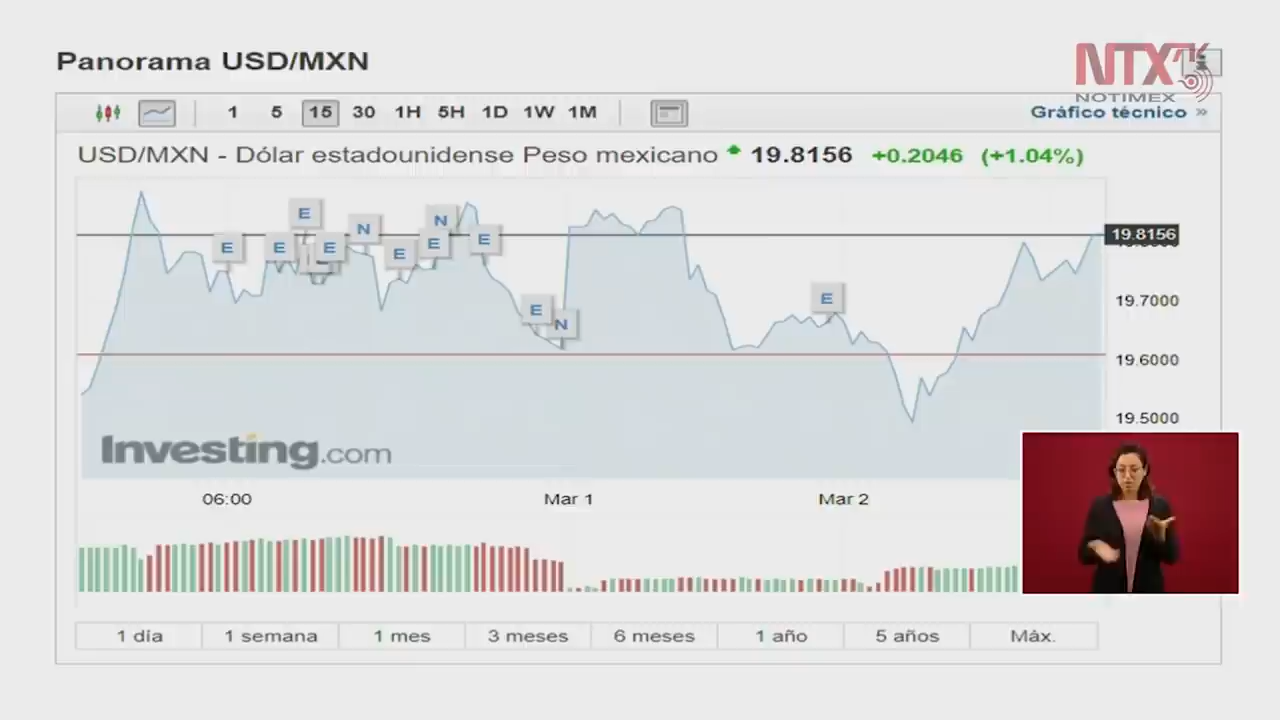 Panorama USD/MXN
NTX
NOTIMEX
1 5 15 30 1H 5H 1D 1W 1M
Gráfico técnico »
USD/MXN - Dólar estadounidense Peso mexicano 19.8156 +0.2046 (+1.04%)
E
N
N
E
E
E
E
E
E
19.8156
E
19.7000
E
N
19.6000
19.5000
Investing.com
06:00 Mar 1 Mar 2
1 día 1 semana 1 mes 3 meses 6 meses 1 año 5 años Máx.